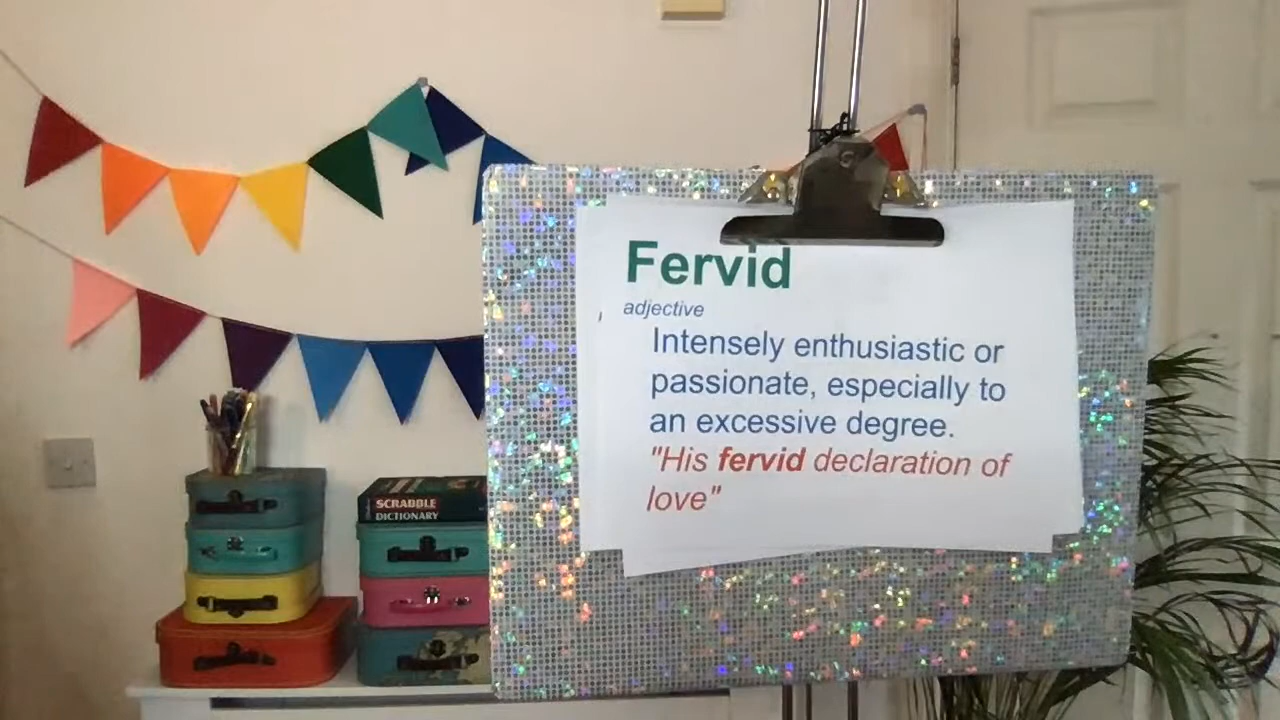 Fervid
adjective
Intensely enthusiastic or
passionate, especially to
an excessive degree.
"His fervid declaration of
love"
SCRABBLE
DICTIONARY